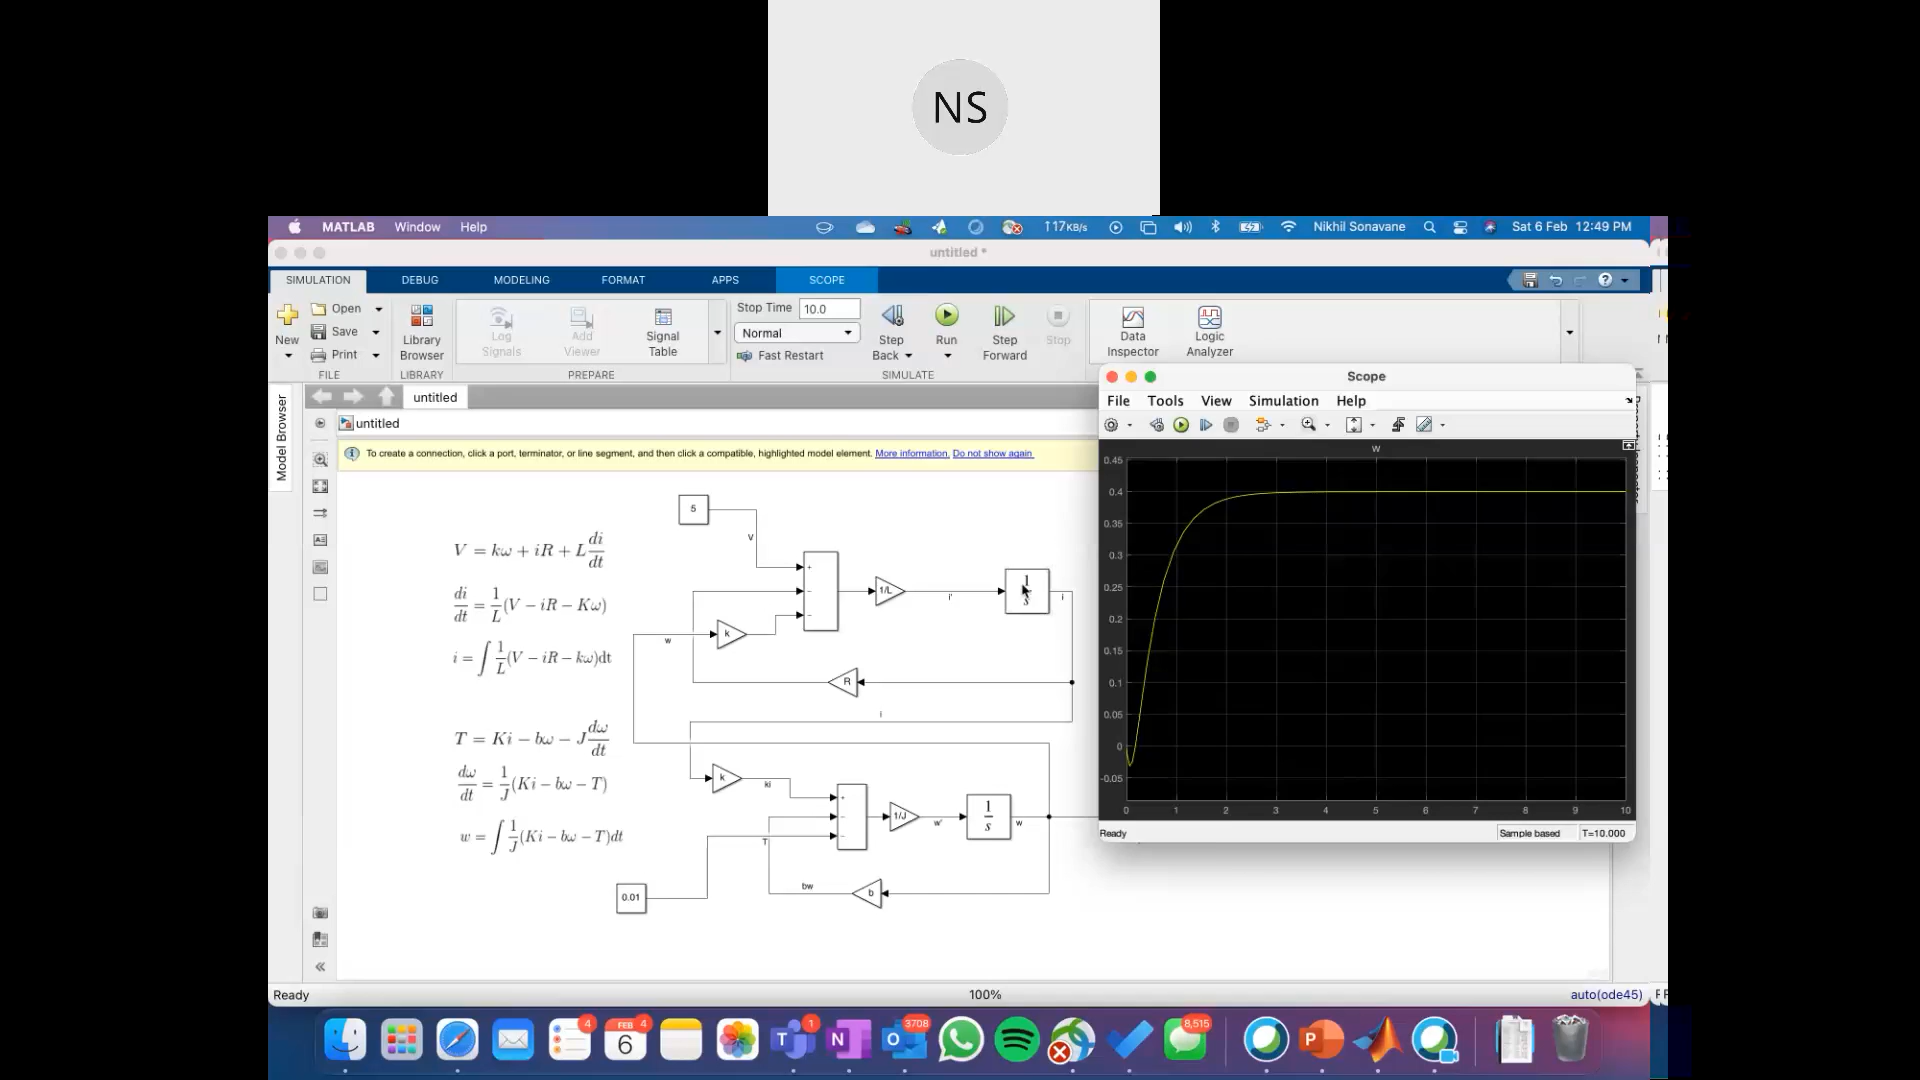 NS
MATLAB Window Help
117KB/s Nikhil Sonavane Sat 6 Feb 12:49 PM
untitled *
SIMULATION DEBUG MODELING FORMAT APPS SCOPE
New
Open
Save
Print
FILE
Library Browser
LIBRARY
Log Signals
Add Viewer
Signal Table
PREPARE
Stop Time 10.0
Normal
Fast Restart
Step Back
Run
Step Forward
Stop
SIMULATE
Data Inspector
Logic Analyzer
Model Browser
untitled
untitled
To create a connection, click a port, terminator, or line segment, and then click a compatible, highlighted model element. More information. Do not show again.
V = kω + iR + L di/dt
di/dt = 1/L (V − iR − Kω)
i = ∫ 1/L (V − iR − kω)dt
T = Ki − bω − J dω/dt
dω/dt = 1/J (Ki − bω − T)
w = ∫ 1/J (Ki − bω − T)dt
5
V
+
-
-
1/L
i'
1/s
i
w
k
R
i
k
ki
+
-
-
1/J
w'
1/s
w
T
bw
b
0.01
Scope
File Tools View Simulation Help
w
0.45
0.4
0.35
0.3
0.25
0.2
0.15
0.1
0.05
0
-0.05
0 1 2 3 4 5 6 7 8 9 10
Ready Sample based T=10.000
Ready 100% auto(ode45)
4
FEB 4
6
1
T
N
3708
O
P
8,515